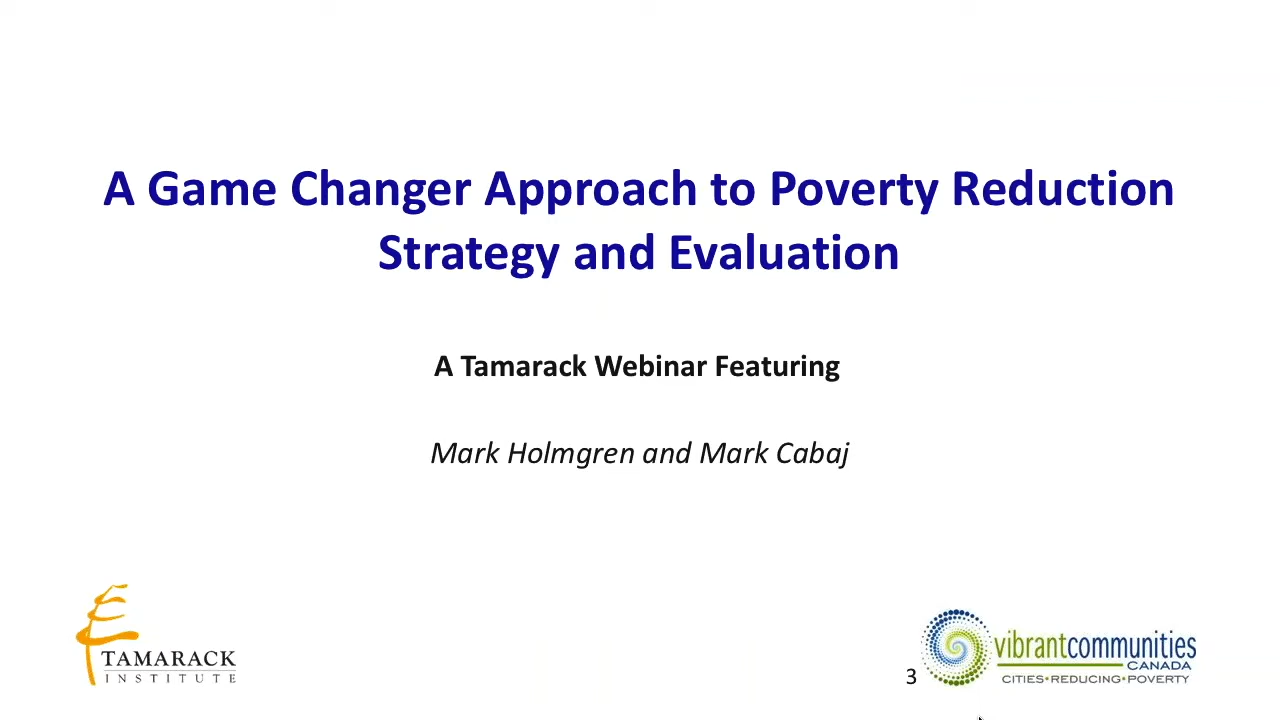 A Game Changer Approach to Poverty Reduction
Strategy and Evaluation
A Tamarack Webinar Featuring
Mark Holmgren and Mark Cabaj
TAMARACK
INSTITUTE
3
vibrantcommunities
CANADA
CITIES•REDUCING•POVERTY